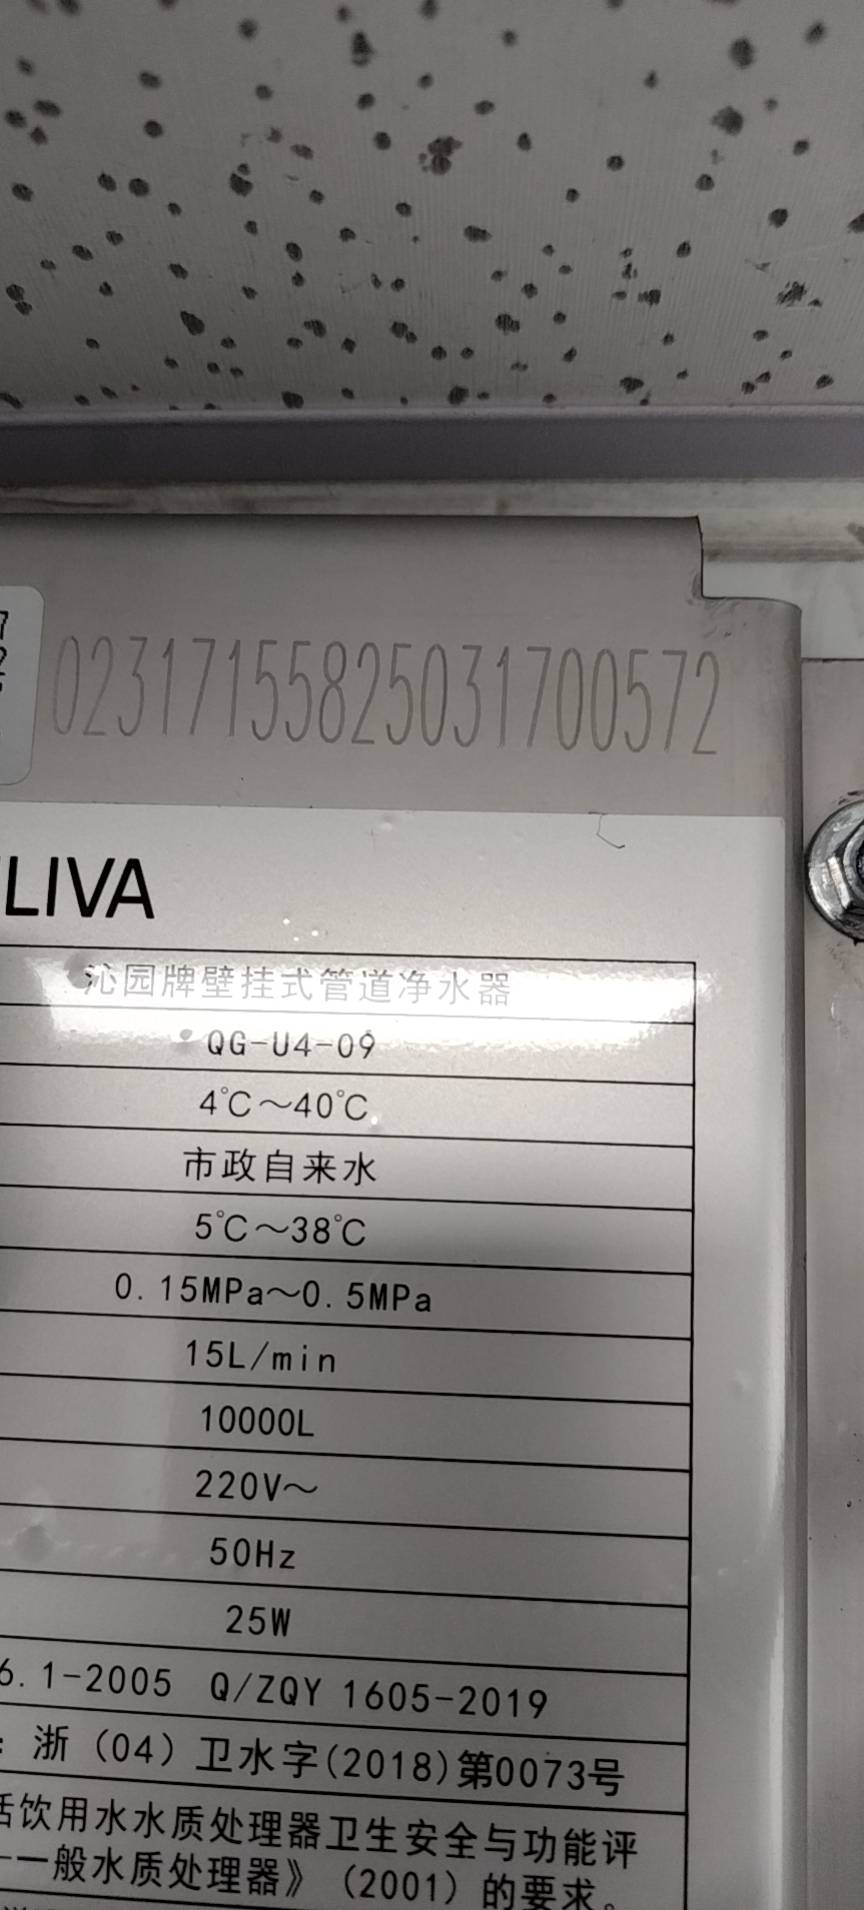 7
2
02317155825031700572
LIVA
沁园牌壁挂式管道净水器
QG-U4-09
4℃~40℃
市政自来水
5℃~38℃
0.15MPa~0.5MPa
15L/min
10000L
220V~
50Hz
25W
6.1-2005 Q/ZQY 1605-2019
：浙（04）卫水字(2018)第0073号
活饮用水水质处理器卫生安全与功能评
一般水质处理器》（2001）的要求。